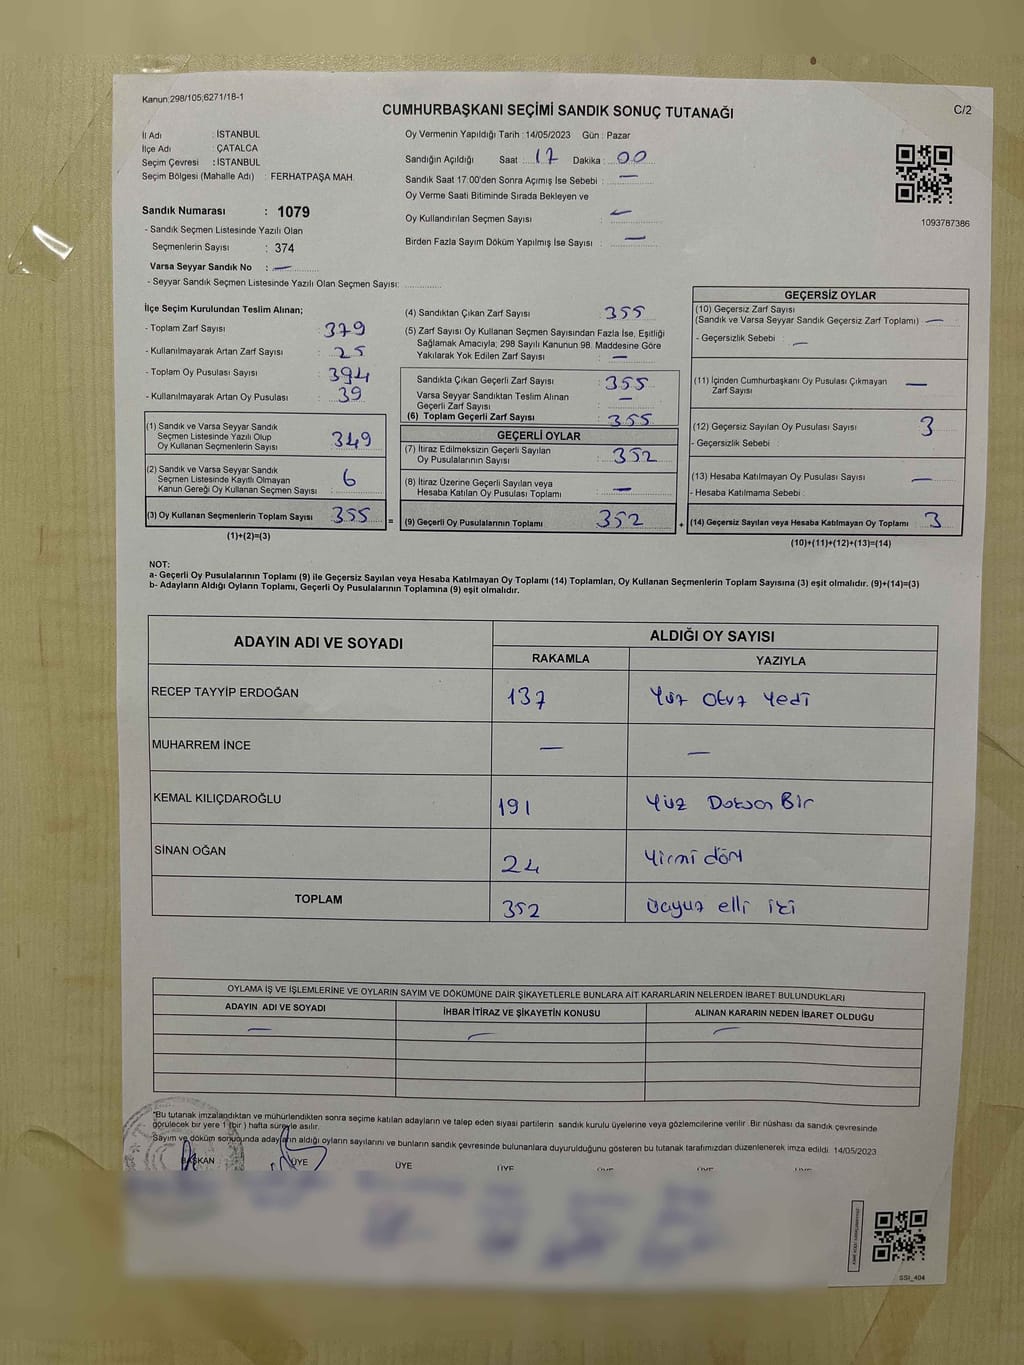 Kanun:298/105;6271/18-1
CUMHURBAŞKANI SEÇİMİ SANDIK SONUÇ TUTANAĞI
C/2
İl Adı : İSTANBUL
İlçe Adı : ÇATALCA
Seçim Çevresi : İSTANBUL
Seçim Bölgesi (Mahalle Adı) : FERHATPAŞA MAH.
Sandık Numarası : 1079
- Sandık Seçmen Listesinde Yazılı Olan
Seçmenlerin Sayısı : 374
Varsa Seyyar Sandık No : —
- Seyyar Sandık Seçmen Listesinde Yazılı Olan Seçmen Sayısı:
Oy Vermenin Yapıldığı Tarih :14/05/2023 Gün : Pazar
Sandığın Açıldığı Saat : 17 Dakika : 00
Sandık Saat 17.00'den Sonra Açımış İse Sebebi : —
Oy Verme Saati Bitiminde Sırada Bekleyen ve
Oy Kullandırılan Seçmen Sayısı : —
Birden Fazla Sayım Döküm Yapılmış İse Sayısı : —
1093787386
İlçe Seçim Kurulundan Teslim Alınan;
- Toplam Zarf Sayısı : 379
- Kullanılmayarak Artan Zarf Sayısı : 25
- Toplam Oy Pusulası Sayısı : 394
- Kullanılmayarak Artan Oy Pusulası : 39
(1) Sandık ve Varsa Seyyar Sandık
Seçmen Listesinde Yazılı Olup
Oy Kullanan Seçmenlerin Sayısı : 349
(2) Sandık ve Varsa Seyyar Sandık
Seçmen Listesinde Kayıtlı Olmayan
Kanun Gereği Oy Kullanan Seçmen Sayısı : 6
(3) Oy Kullanan Seçmenlerin Toplam Sayısı : 355
(1)+(2)=(3)
(4) Sandıktan Çıkan Zarf Sayısı : 355
(5) Zarf Sayısı Oy Kullanan Seçmen Sayısından Fazla İse, Eşitliği
Sağlamak Amacıyla; 298 Sayılı Kanunun 98. Maddesine Göre
Yakılarak Yok Edilen Zarf Sayısı : —
Sandıkta Çıkan Geçerli Zarf Sayısı : 355
Varsa Seyyar Sandıktan Teslim Alınan
Geçerli Zarf Sayısı : —
(6) Toplam Geçerli Zarf Sayısı : 355
GEÇERLİ OYLAR
(7) İtiraz Edilmeksizin Geçerli Sayılan
Oy Pusulalarının Sayısı : 352
(8) İtiraz Üzerine Geçerli Sayılan veya
Hesaba Katılan Oy Pusulası Toplamı : —
= (9) Geçerli Oy Pusulalarının Toplamı : 352
GEÇERSİZ OYLAR
(10) Geçersiz Zarf Sayısı
(Sandık ve Varsa Seyyar Sandık Geçersiz Zarf Toplamı) : —
- Geçersizlik Sebebi : —
(11) İçinden Cumhurbaşkanı Oy Pusulası Çıkmayan
Zarf Sayısı : —
(12) Geçersiz Sayılan Oy Pusulası Sayısı : 3
- Geçersizlik Sebebi :
(13) Hesaba Katılmayan Oy Pusulası Sayısı : —
- Hesaba Katılmama Sebebi :
+ (14) Geçersiz Sayılan veya Hesaba Katılmayan Oy Toplamı : 3
(10)+(11)+(12)+(13)=(14)
NOT:
a- Geçerli Oy Pusulalarının Toplamı (9) ile Geçersiz Sayılan veya Hesaba Katılmayan Oy Toplamı (14) Toplamları, Oy Kullanan Seçmenlerin Toplam Sayısına (3) eşit olmalıdır. (9)+(14)=(3)
b- Adayların Aldığı Oyların Toplamı, Geçerli Oy Pusulalarının Toplamına (9) eşit olmalıdır.
ADAYIN ADI VE SOYADI
ALDIĞI OY SAYISI
RAKAMLA YAZIYLA
RECEP TAYYİP ERDOĞAN 137 Yüz Otuz Yedi
MUHARREM İNCE — —
KEMAL KILIÇDAROĞLU 191 Yüz Doksan Bir
SİNAN OĞAN 24 Yirmi dört
TOPLAM 352 Üçyüz elli iki
OYLAMA İŞ VE İŞLEMLERİNE VE OYLARIN SAYIM VE DÖKÜMÜNE DAİR ŞİKAYETLERLE BUNLARA AİT KARARLARIN NELERDEN İBARET BULUNDUKLARI
ADAYIN ADI VE SOYADI İHBAR İTİRAZ VE ŞİKAYETİN KONUSU ALINAN KARARIN NEDEN İBARET OLDUĞU
— — —
*Bu tutanak imzalandıktan ve mühürlendikten sonra seçime katılan adayların ve talep eden siyasi partilerin sandık kurulu üyelerine veya gözlemcilerine verilir. Bir nüshası da sandık çevresinde
görülecek bir yere 1 (bir ) hafta süreyle asılır.
Sayım ve döküm sonuçunda adayların aldığı oyların sayılarını ve bunların sandık çevresinde bulunanlara duyurulduğunu gösteren bu tutanak tarafımızdan düzenlenerek imza edildi. 14/05/2023
BAŞKAN ÜYE ÜYE ÜYE ÜYE ÜYE ÜYE
SSI_404